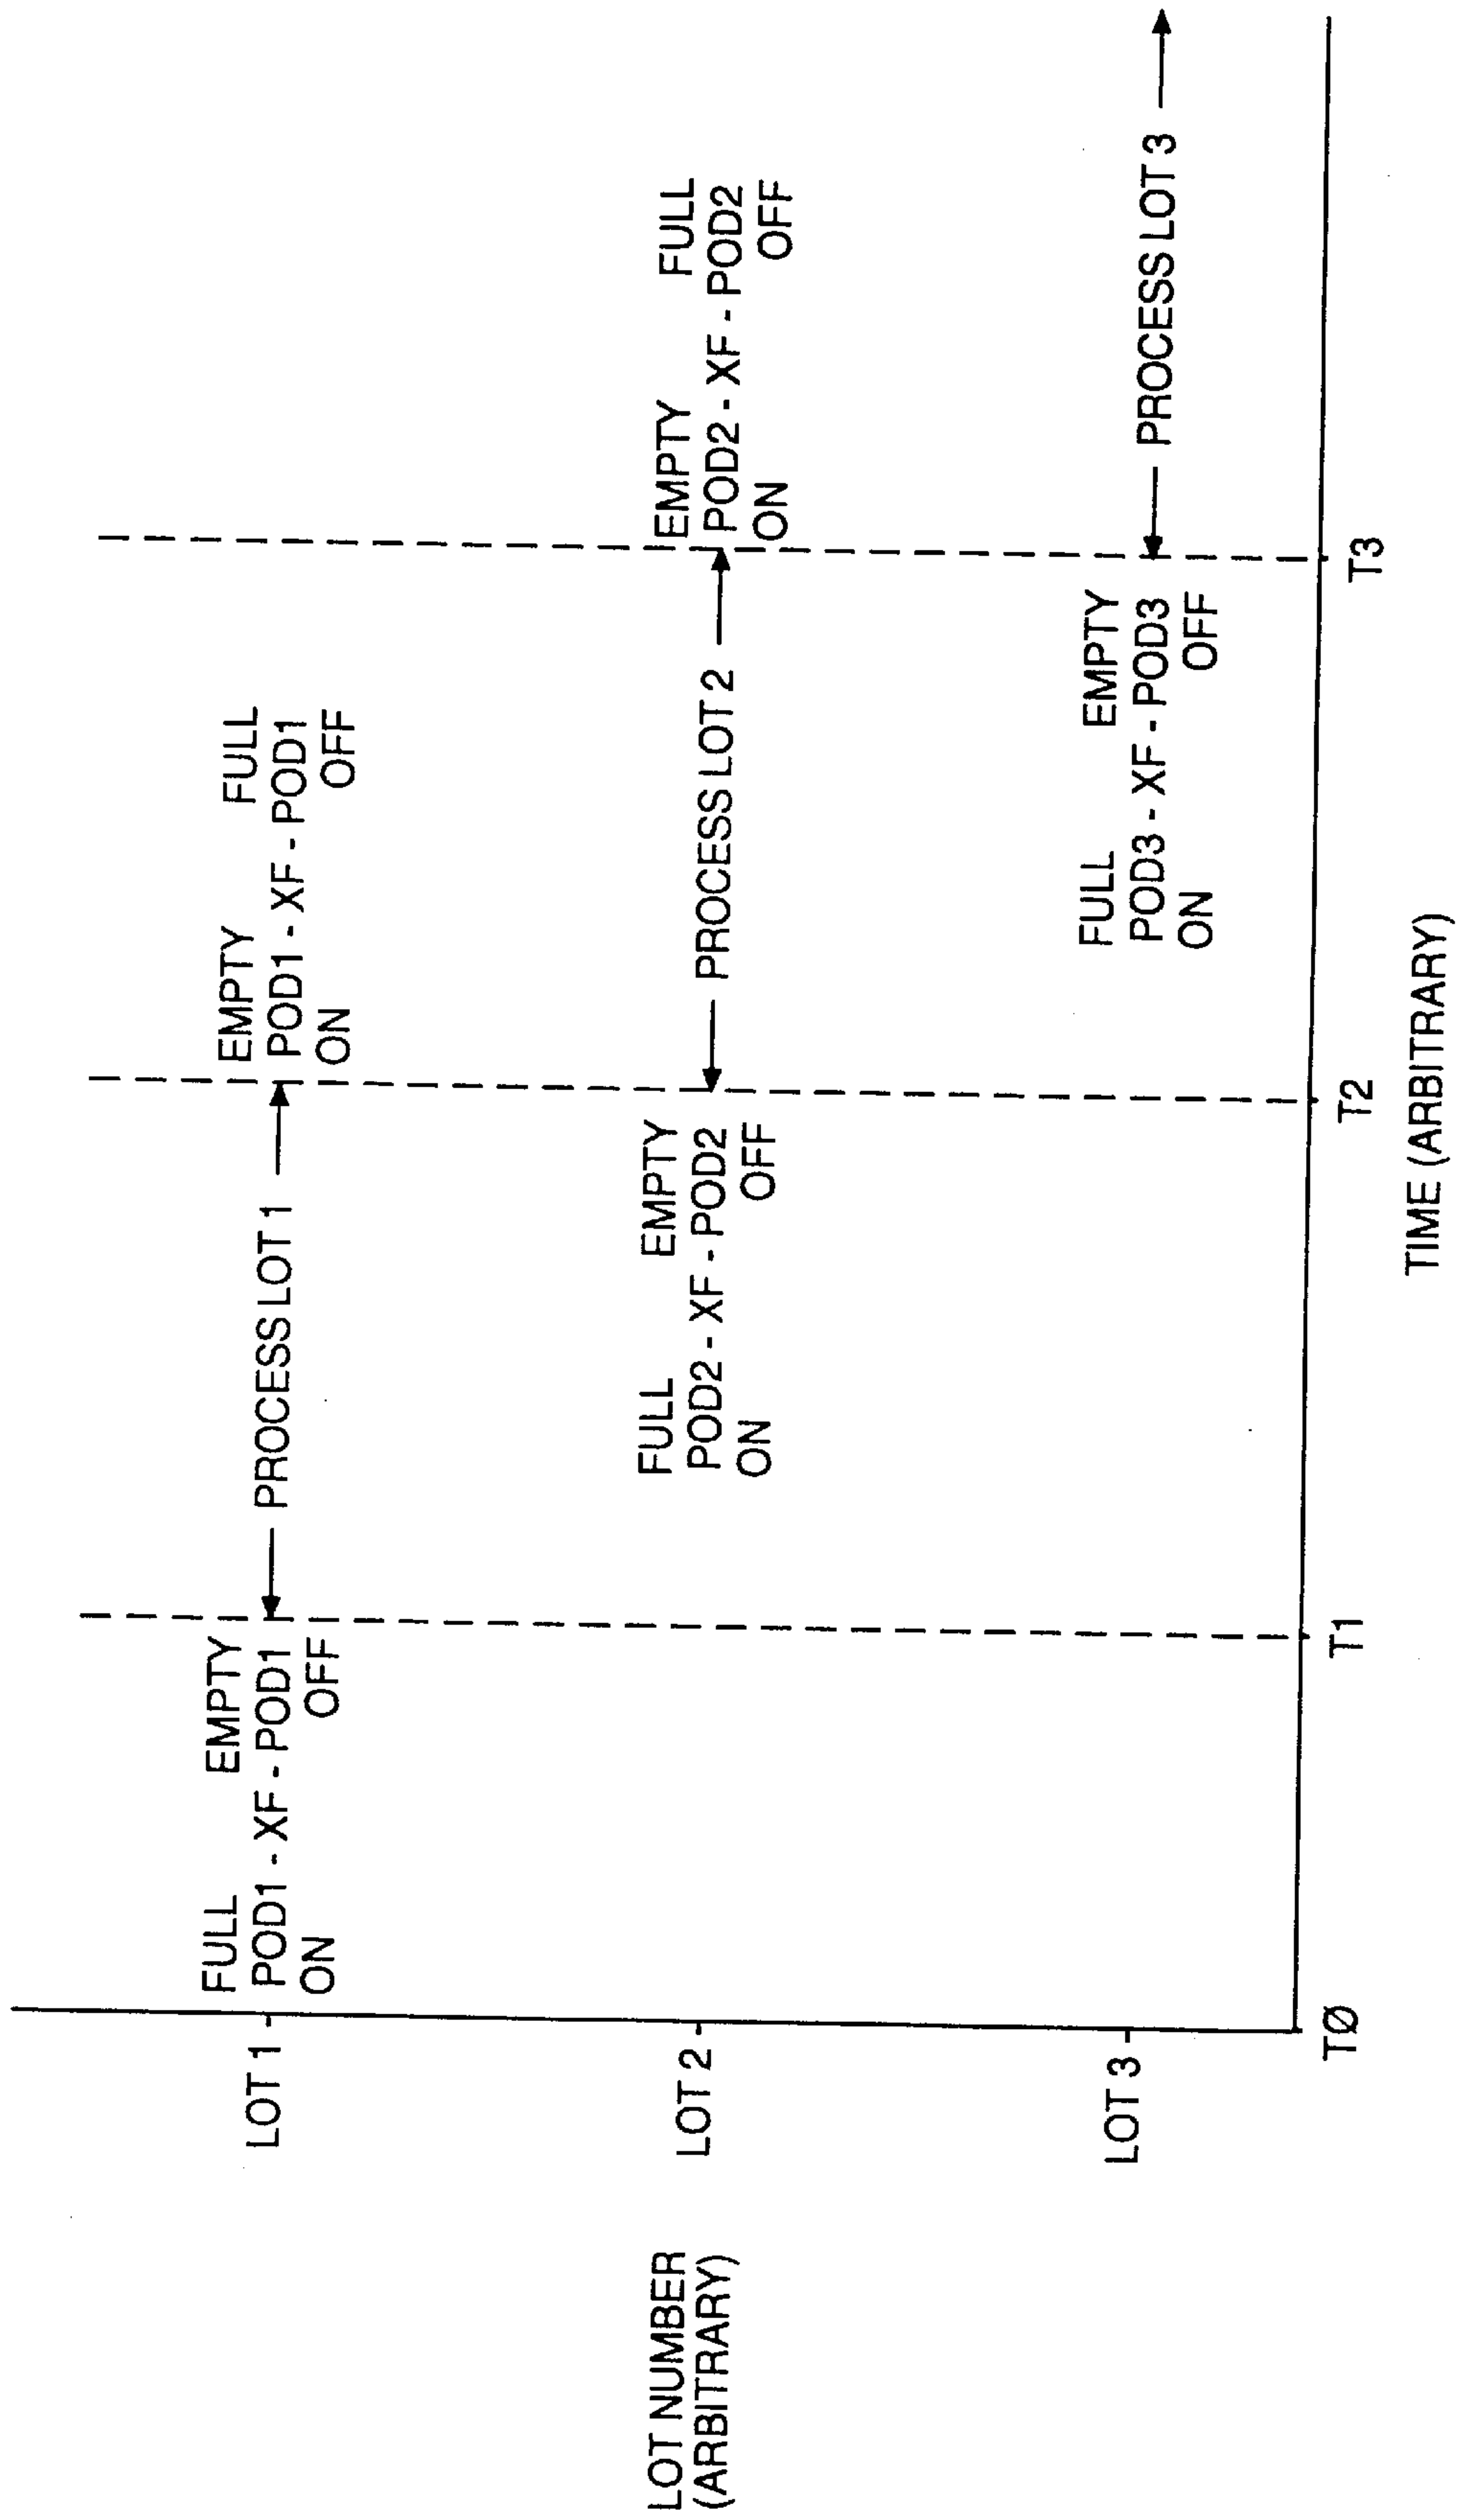 FULL EMPTY
POD1 - XF - POD1
ON OFF
PROCESS LOT 1
EMPTY FULL
POD1 - XF - POD1
ON OFF
LOT 1
FULL EMPTY
POD2 - XF - POD2
ON OFF
PROCESS LOT 2
EMPTY FULL
POD2 - XF - POD2
ON OFF
LOT NUMBER
(ARBITRARY)
LOT 2
FULL EMPTY
POD3 - XF - POD3
ON OFF
PROCESS LOT 3
LOT 3
TØ T1 T2 T3
TIME (ARBITRARY)